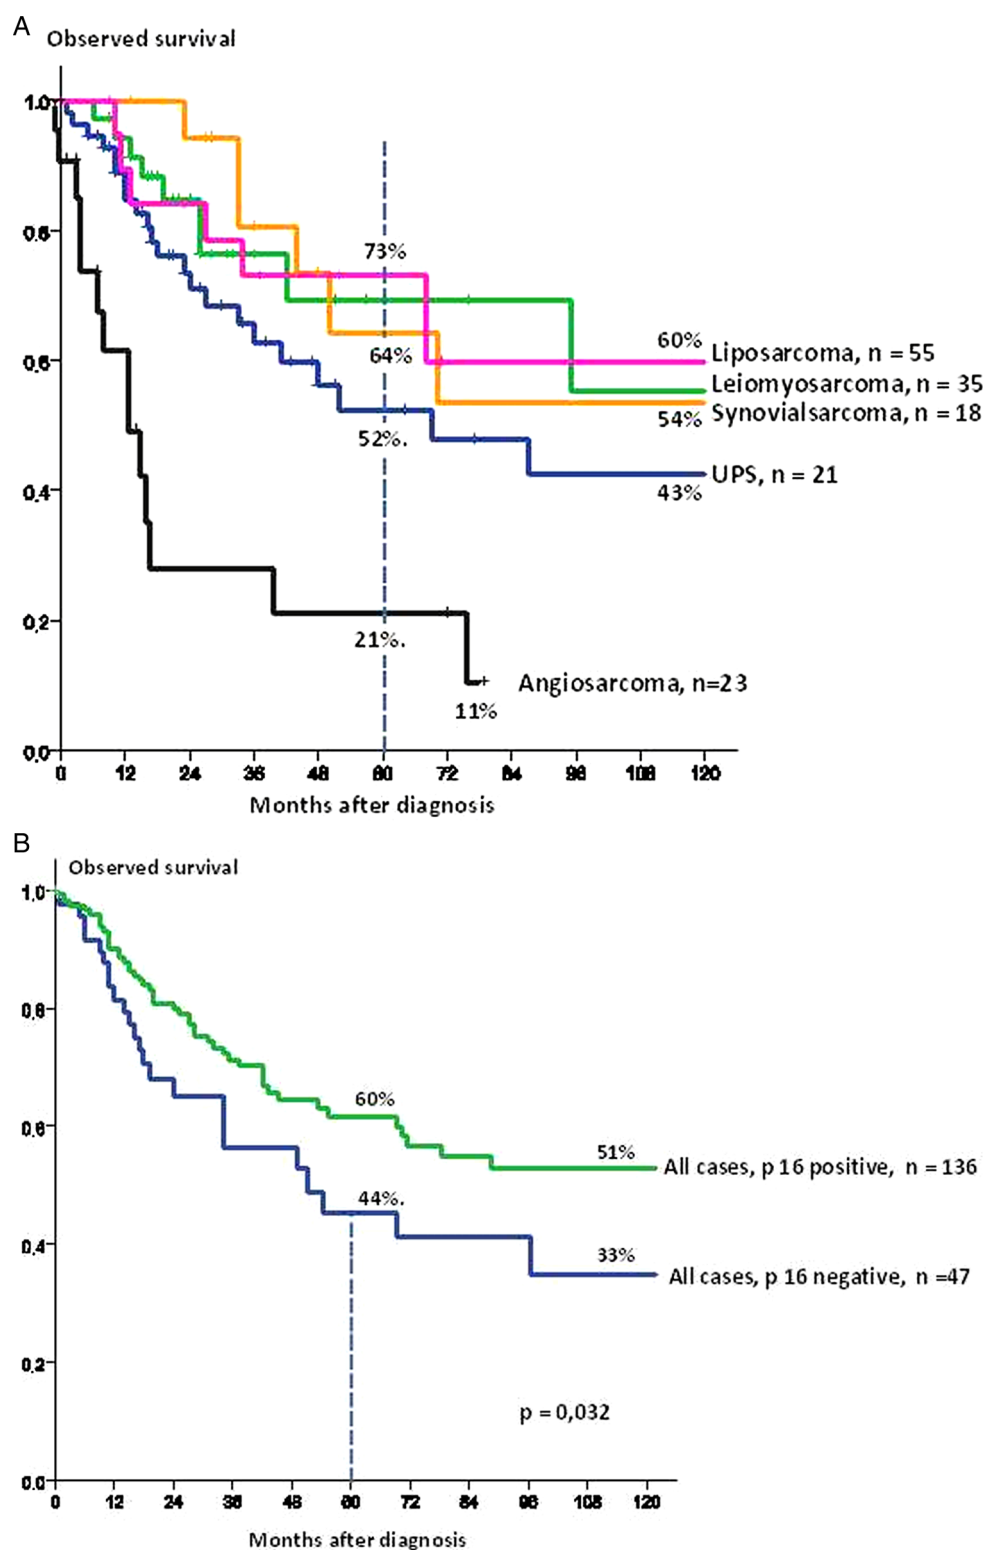 A
Observed survival
1.0
0.8
0.6
0.4
0.2
0.0
73%
64%
52%.
21%.
60%
54%
43%
11%
Liposarcoma, n = 55
Leiomyosarcoma, n = 35
Synovialsarcoma, n = 18
UPS, n = 21
Angiosarcoma, n=23
0 12 24 36 48 60 72 84 96 108 120
Months after diagnosis
B
Observed survival
1.0
0.8
0.6
0.4
0.2
0.0
60%
44%.
51%
33%
All cases, p 16 positive, n = 136
All cases, p 16 negative, n =47
p = 0,032
0 12 24 36 48 60 72 84 96 108 120
Months after diagnosis